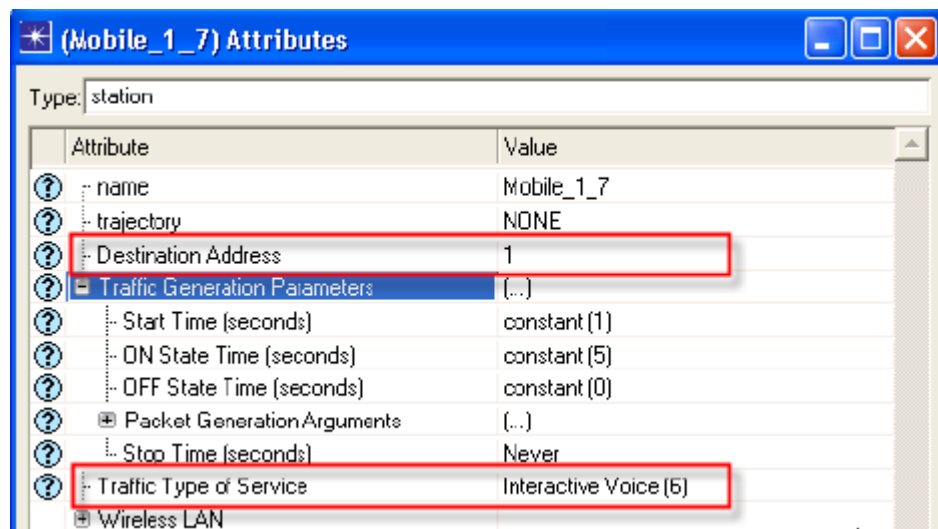 (Mobile_1_7) Attributes
Type: station
Attribute Value
name Mobile_1_7
trajectory NONE
Destination Address 1
Traffic Generation Parameters (...)
Start Time (seconds) constant (1)
ON State Time (seconds) constant (5)
OFF State Time (seconds) constant (0)
Packet Generation Arguments (...)
Stop Time (seconds) Never
Traffic Type of Service Interactive Voice (6)
Wireless LAN